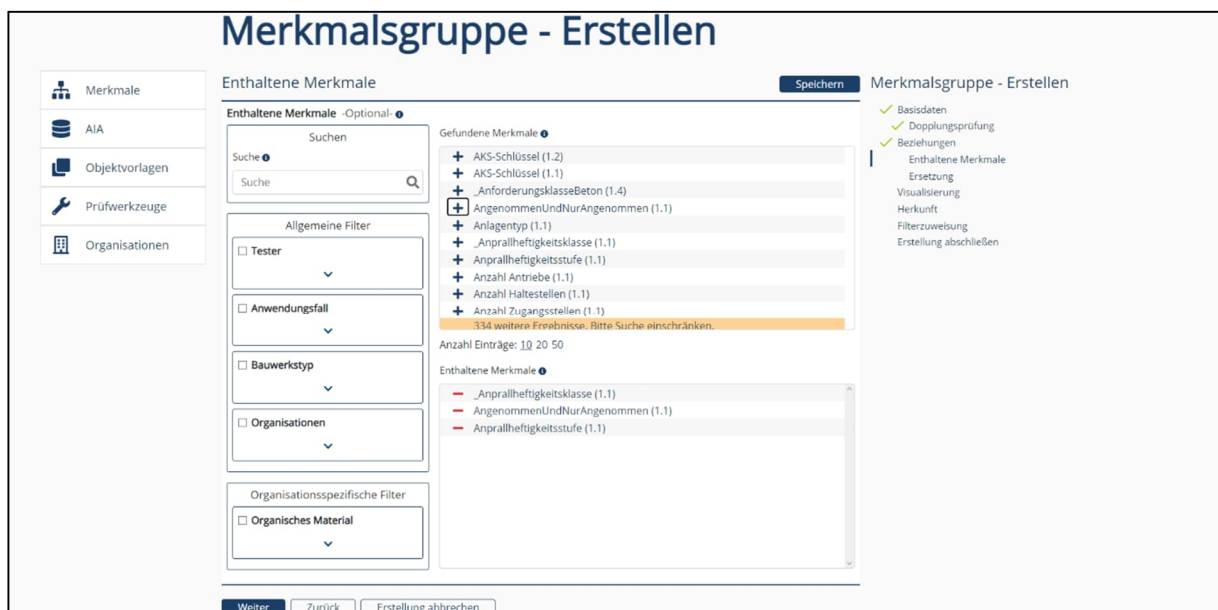 Merkmalsgruppe - Erstellen
Merkmale
AIA
Objektvorlagen
Prüfwerkzeuge
Organisationen
Enthaltene Merkmale
Speichern
Enthaltene Merkmale -Optional-
Suchen
Suche
Suche
Allgemeine Filter
Tester
Anwendungsfall
Bauwerkstyp
Organisationen
Organisationsspezifische Filter
Organisches Material
Gefundene Merkmale
AKS-Schlüssel (1.2)
AKS-Schlüssel (1.1)
_AnforderungsklasseBeton (1.4)
AngenommenUndNurAngenommen (1.1)
Anlagentyp (1.1)
_Anprallheftigkeitsklasse (1.1)
Anprallheftigkeitsstufe (1.1)
Anzahl Antriebe (1.1)
Anzahl Haltestellen (1.1)
Anzahl Zugangsstellen (1.1)
334 weitere Ergebnisse. Bitte Suche einschränken.
Anzahl Einträge: 10 20 50
Enthaltene Merkmale
_Anprallheftigkeitsklasse (1.1)
AngenommenUndNurAngenommen (1.1)
Anprallheftigkeitsstufe (1.1)
Weiter
Zurück
Erstellung abbrechen
Merkmalsgruppe - Erstellen
Basisdaten
Dopplungsprüfung
Beziehungen
Enthaltene Merkmale
Ersetzung
Visualisierung
Herkunft
Filterzuweisung
Erstellung abschließen